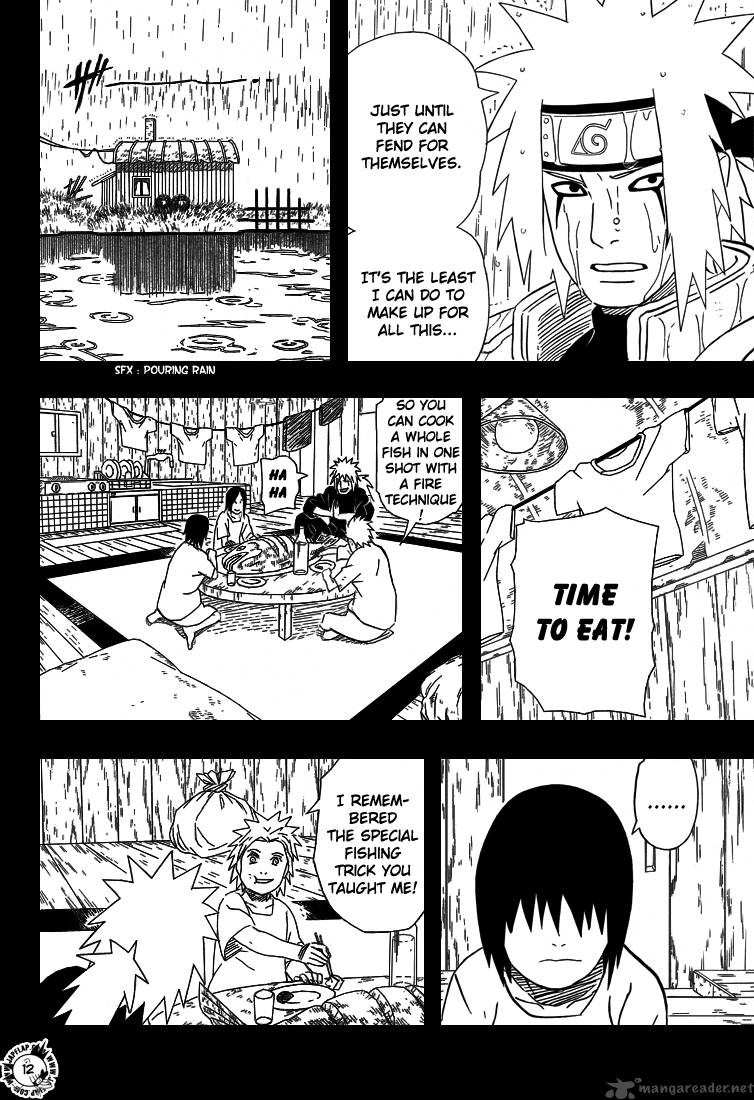 JUST UNTIL
THEY CAN
FEND FOR
THEMSELVES.
IT'S THE LEAST
I CAN DO TO
MAKE UP FOR
ALL THIS...
SFX : POURING RAIN
TIME
TO EAT!
SO YOU
CAN COOK
A WHOLE
FISH IN ONE
SHOT WITH
A FIRE
TECHNIQUE!
HA
HA
......
I REMEM-
BERED
THE SPECIAL
FISHING
TRICK YOU
TAUGHT ME!
12
mangareader.net